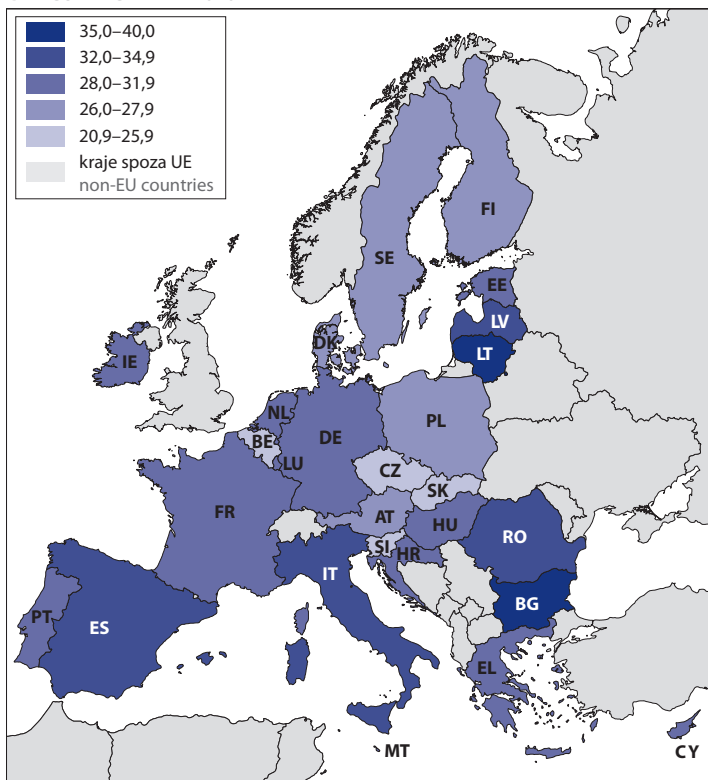 35,0–40,0
32,0–34,9
28,0–31,9
26,0–27,9
20,9–25,9
kraje spoza UE
non-EU countries
FI
SE
EE
LV
LT
DK
IE
NL
BE
DE
PL
LU
CZ
SK
FR
AT
HU
SI
HR
RO
IT
BG
PT
ES
EL
MT
CY